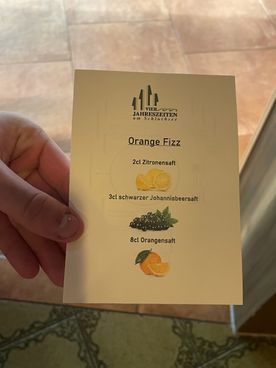 VIER
JAHRESZEITEN
am Schluchsee
Orange Fizz
2cl Zitronensaft
3cl schwarzer Johannisbeersaft
8cl Orangensaft